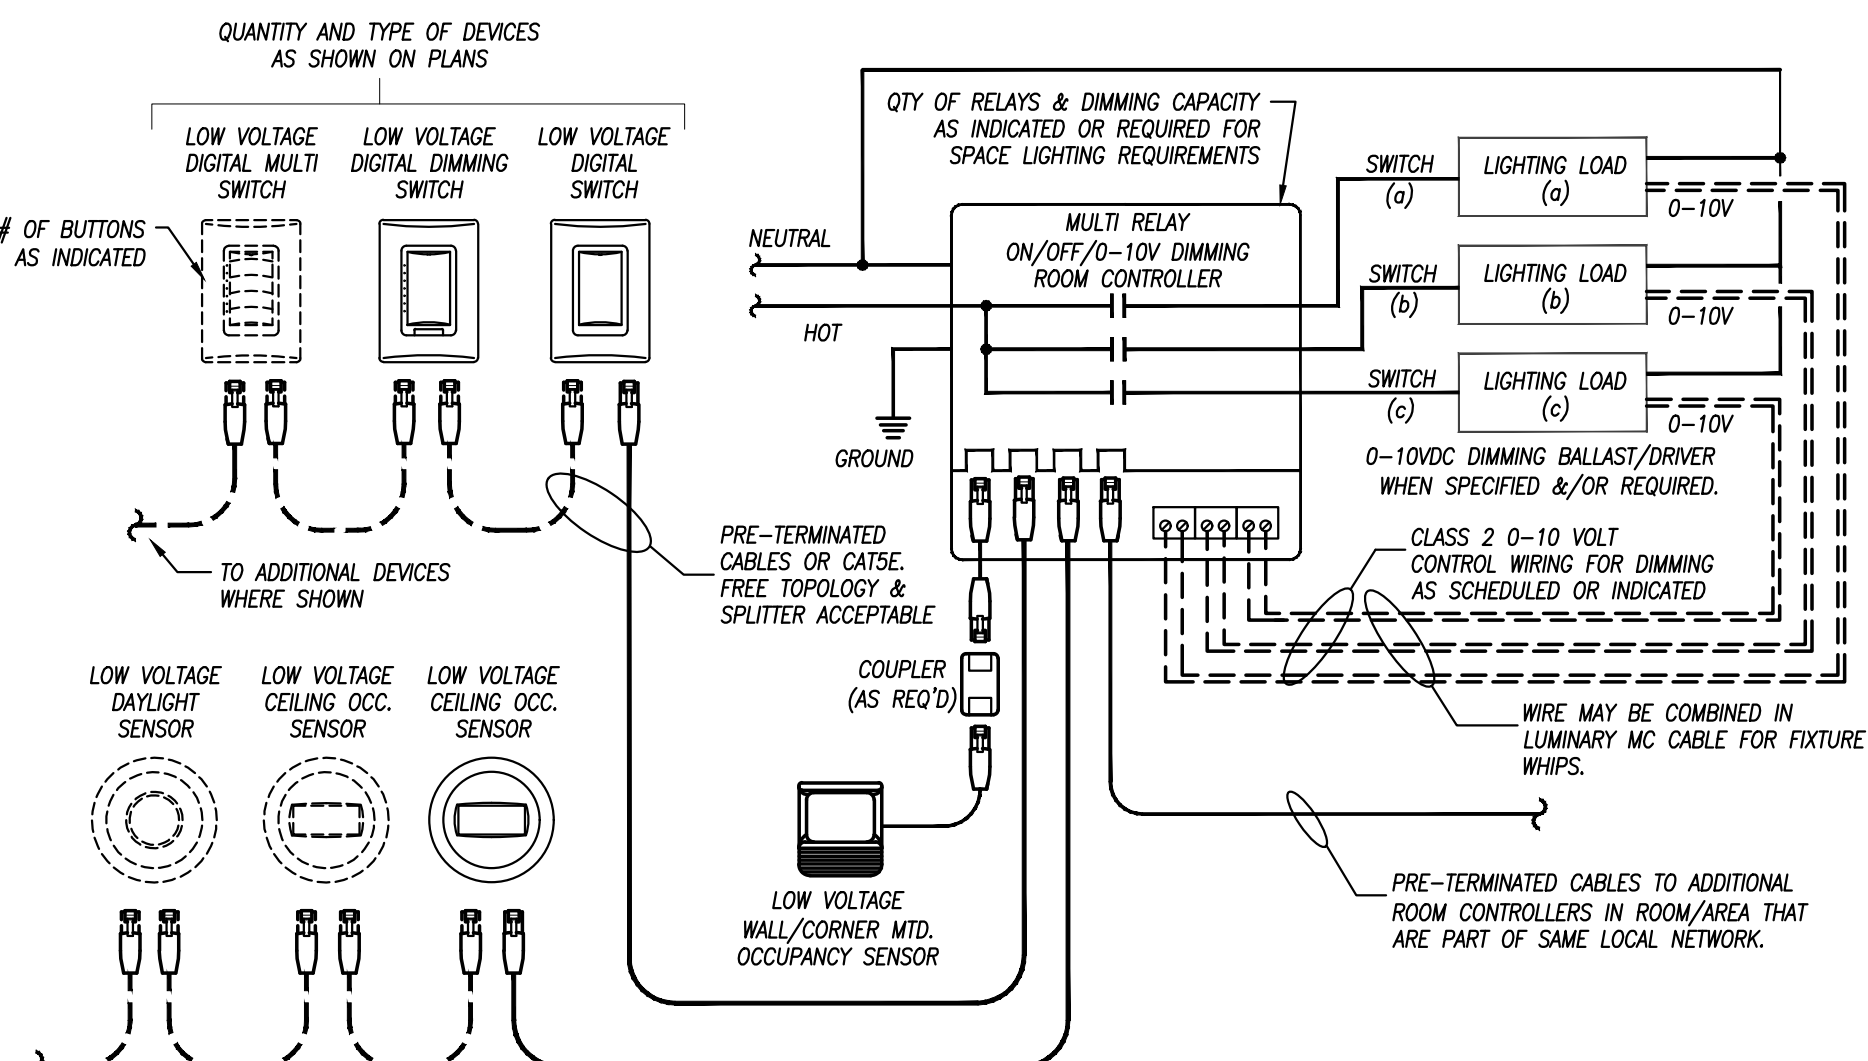 QUANTITY AND TYPE OF DEVICES
AS SHOWN ON PLANS
LOW VOLTAGE
DIGITAL MULTI
SWITCH
LOW VOLTAGE
DIGITAL DIMMING
SWITCH
LOW VOLTAGE
DIGITAL
SWITCH
# OF BUTTONS
AS INDICATED
TO ADDITIONAL DEVICES
WHERE SHOWN
PRE-TERMINATED
CABLES OR CAT5E.
FREE TOPOLOGY &
SPLITTER ACCEPTABLE
QTY OF RELAYS & DIMMING CAPACITY
AS INDICATED OR REQUIRED FOR
SPACE LIGHTING REQUIREMENTS
NEUTRAL
HOT
GROUND
MULTI RELAY
ON/OFF/0-10V DIMMING
ROOM CONTROLLER
SWITCH
(a)
LIGHTING LOAD
(a)
0-10V
SWITCH
(b)
LIGHTING LOAD
(b)
0-10V
SWITCH
(c)
LIGHTING LOAD
(c)
0-10V
0-10VDC DIMMING BALLAST/DRIVER
WHEN SPECIFIED &/OR REQUIRED.
CLASS 2 0-10 VOLT
CONTROL WIRING FOR DIMMING
AS SCHEDULED OR INDICATED
WIRE MAY BE COMBINED IN
LUMINARY MC CABLE FOR FIXTURE
WHIPS.
COUPLER
(AS REQ'D)
LOW VOLTAGE
DAYLIGHT
SENSOR
LOW VOLTAGE
CEILING OCC.
SENSOR
LOW VOLTAGE
CEILING OCC.
SENSOR
LOW VOLTAGE
WALL/CORNER MTD.
OCCUPANCY SENSOR
PRE-TERMINATED CABLES TO ADDITIONAL
ROOM CONTROLLERS IN ROOM/AREA THAT
ARE PART OF SAME LOCAL NETWORK.